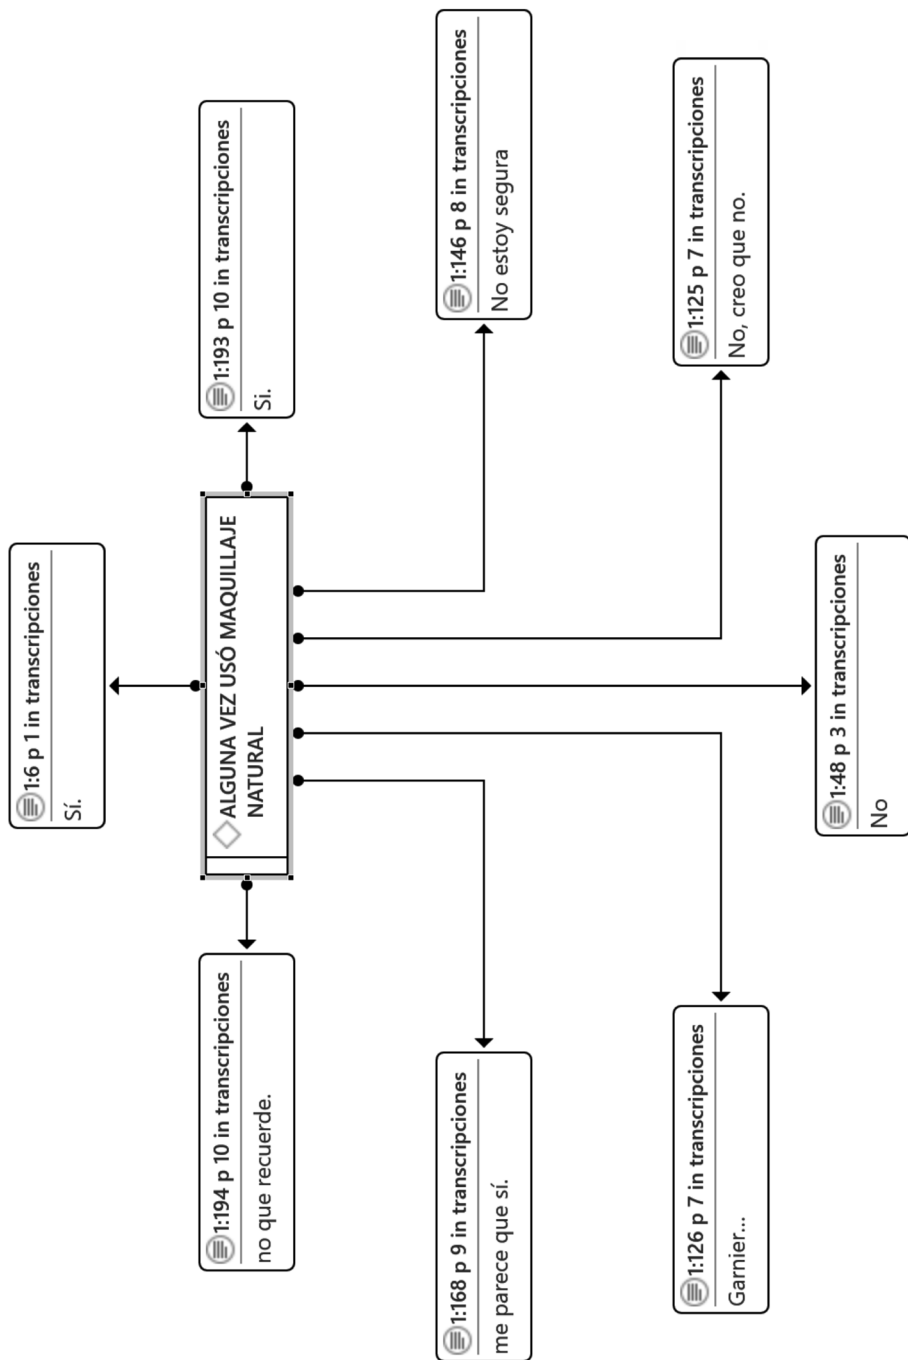 1:6 p 1 in transcripciones
Sí.
1:194 p 10 in transcripciones
no que recuerde.
ALGUNA VEZ USÓ MAQUILLAJE
NATURAL
1:193 p 10 in transcripciones
Si.
1:168 p 9 in transcripciones
me parece que sí.
1:146 p 8 in transcripciones
No estoy segura
1:126 p 7 in transcripciones
Garnier...
1:125 p 7 in transcripciones
No, creo que no.
1:48 p 3 in transcripciones
No